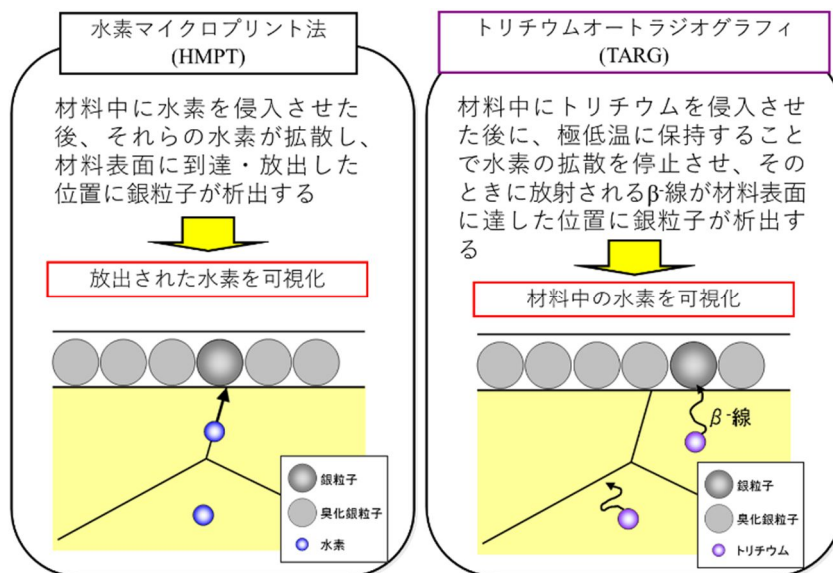 水素マイクロプリント法
(HMPT)
材料中に水素を侵入させた
後、それらの水素が拡散し、
材料表面に到達・放出した
位置に銀粒子が析出する
放出された水素を可視化
銀粒子
臭化銀粒子
水素
トリチウムオートラジオグラフィ
(TARG)
材料中にトリチウムを侵入させ
た後に、極低温に保持すること
で水素の拡散を停止させ、その
ときに放射されるβ-線が材料表面
に達した位置に銀粒子が析出す
る
材料中の水素を可視化
β-線
銀粒子
臭化銀粒子
トリチウム